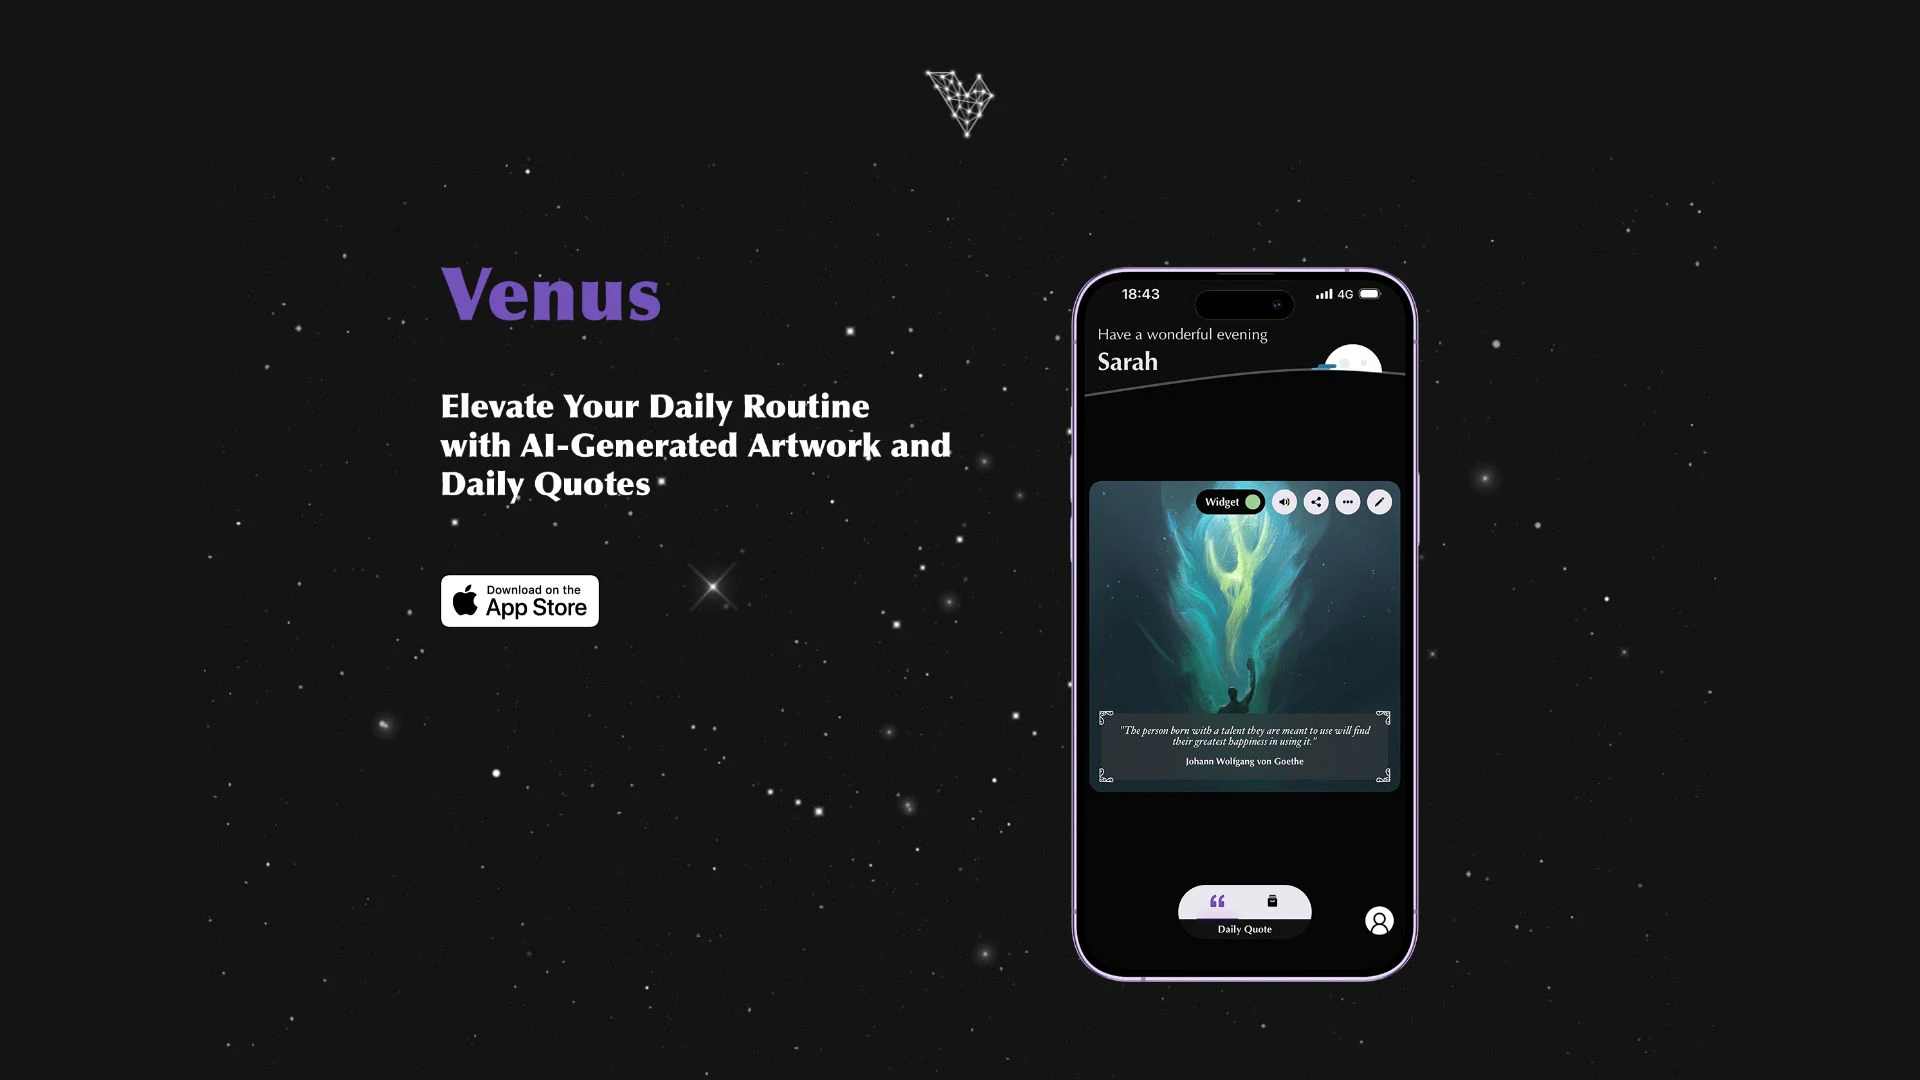 Venus
Elevate Your Daily Routine
with AI-Generated Artwork and
Daily Quotes
Download on the
App Store
18:43
4G
Have a wonderful evening
Sarah
Widget
"The person born with a talent they are meant to use will find
their greatest happiness in using it."
Johann Wolfgang von Goethe
Daily Quote